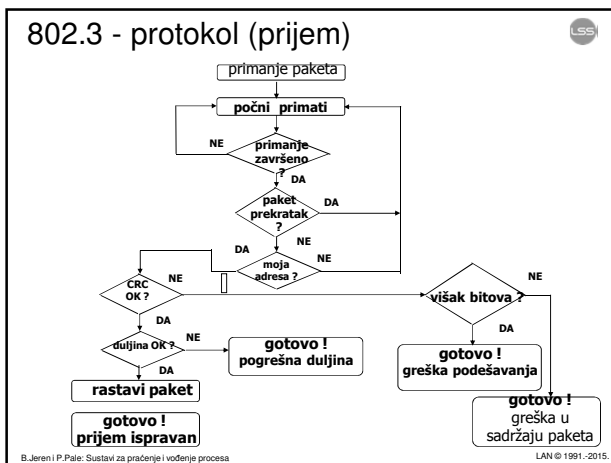 802.3 - protokol (prijem)
LSS
primanje paketa
počni primati
NE
primanje
završeno
?
DA
paket
prekratak
?
DA
NE
DA
moja
adresa ?
NE
CRC
OK ?
NE
višak bitova ?
NE
DA
DA
duljina OK ?
NE
gotovo !
pogrešna duljina
gotovo !
greška podešavanja
DA
rastavi paket
gotovo !
prijem ispravan
gotovo !
greška u
sadržaju paketa
B.Jeren i P.Pale: Sustavi za praćenje i vođenje procesa
LAN © 1991.-2015.